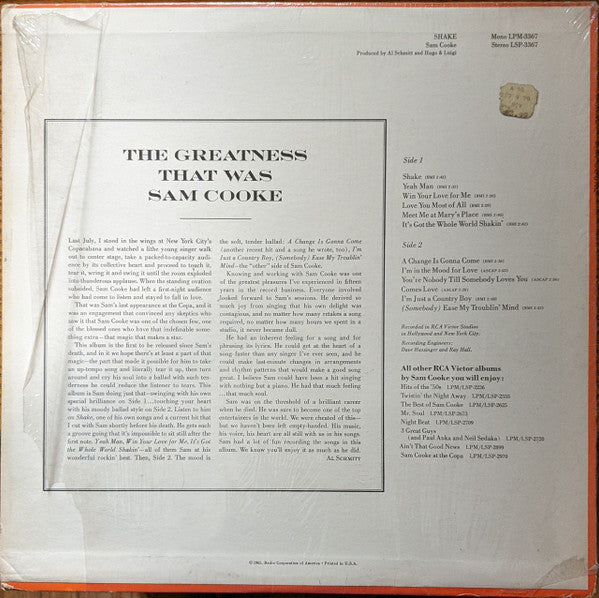 SHAKE
Sam Cooke
Produced by Al Schmitt and Hugo & Luigi
Mono LPM-3367
Stereo LSP-3367
THE GREATNESS
THAT WAS
SAM COOKE
Last July, I stood in the wings at New York City's
Copacabana and watched a lithe young singer walk
out to center stage, take a packed-to-capacity audi-
ence by its collective heart and proceed to touch it,
tear it, wring it and swing it until the room exploded
into thunderous applause. When the standing ovation
subsided, Sam Cooke had left a first-night audience
who had come to listen and stayed to fall in love.
That was Sam's last appearance at the Copa, and it
was an engagement that convinced any skeptics who
saw it that Sam Cooke was one of the chosen few, one
of the blessed ones who have that indefinable some-
thing extra—that magic that makes a star.
This album is the first to be released since Sam's
death, and in it we hope there's at least a part of that
magic—the part that made it possible for him to take
an up-tempo song and literally tear it up, then turn
around and cry his soul into a ballad with such ten-
derness he could reduce the listener to tears. This
album is Sam doing just that—swinging with his own
special brilliance on Side 1...touching your heart
with his moody ballad style on Side 2. Listen to him
on Shake, one of his own songs and a current hit that
I cut with Sam shortly before his death. He gets such
a groove going that it's impossible to sit still after the
first note. Yeah Man, Win Your Love for Me, It's Got
the Whole World Shakin'—all of them Sam at his
wonderful rockin' best. Then, Side 2. The mood is
the soft, tender ballad: A Change Is Gonna Come
(another recent hit and a song he wrote, too), I'm
Just a Country Boy, (Somebody) Ease My Troublin'
Mind—the "other" side of Sam Cooke.
Knowing and working with Sam Cooke was one of
the greatest pleasures I've experienced in fifteen
years in the record business. Everyone involved
looked forward to Sam's sessions. He derived so
much joy from singing that his own delight was
contagious, and no matter how many retakes a song
required, no matter how many hours we spent in a
studio, it never became dull.
He had an inherent feeling for a song and for
phrasing its lyrics. He could get at the heart of a
song faster than any singer I've ever seen, and he
could make last-minute changes in arrangements
and rhythm patterns that would make a good song
great. I believe Sam could have been a hit singing
with nothing but a piano. He had that much feeling
...that much soul.
Sam was on the threshold of a brilliant career
when he died. He was sure to become one of the top
entertainers in the world. We were cheated of this—
but we haven't been left empty-handed. His music,
his voice, his heart are all still with us in his songs.
Sam had a lot of fun recording the songs in this
album. We know you'll enjoy it as much as he did.
AL SCHMITT
Side 1
Shake
Yeah Man
Win Your Love for Me
Love You Most of All
Meet Me at Mary's Place
It's Got the Whole World Shakin'
Side 2
A Change Is Gonna Come
I'm in the Mood for Love
You're Nobody Till Somebody Loves You
Comes Love
I'm Just a Country Boy
(Somebody) Ease My Troublin' Mind
Recorded in RCA Victor Studios
in Hollywood and New York City.
Recording Engineers:
Dave Hassinger and Ray Hall.
All other RCA Victor albums
by Sam Cooke you will enjoy:
Hits of the '50s LPM/LSP-2236
Twistin' the Night Away LPM/LSP-2555
The Best of Sam Cooke LPM/LSP-2625
Mr. Soul LPM/LSP-2673
Night Beat LPM/LSP-2709
3 Great Guys
(and Paul Anka and Neil Sedaka) LPM/LSP-2720
Ain't That Good News LPM/LSP-2899
Sam Cooke at the Copa LPM/LSP-2970
©1965, Radio Corporation of America • Printed in U.S.A.